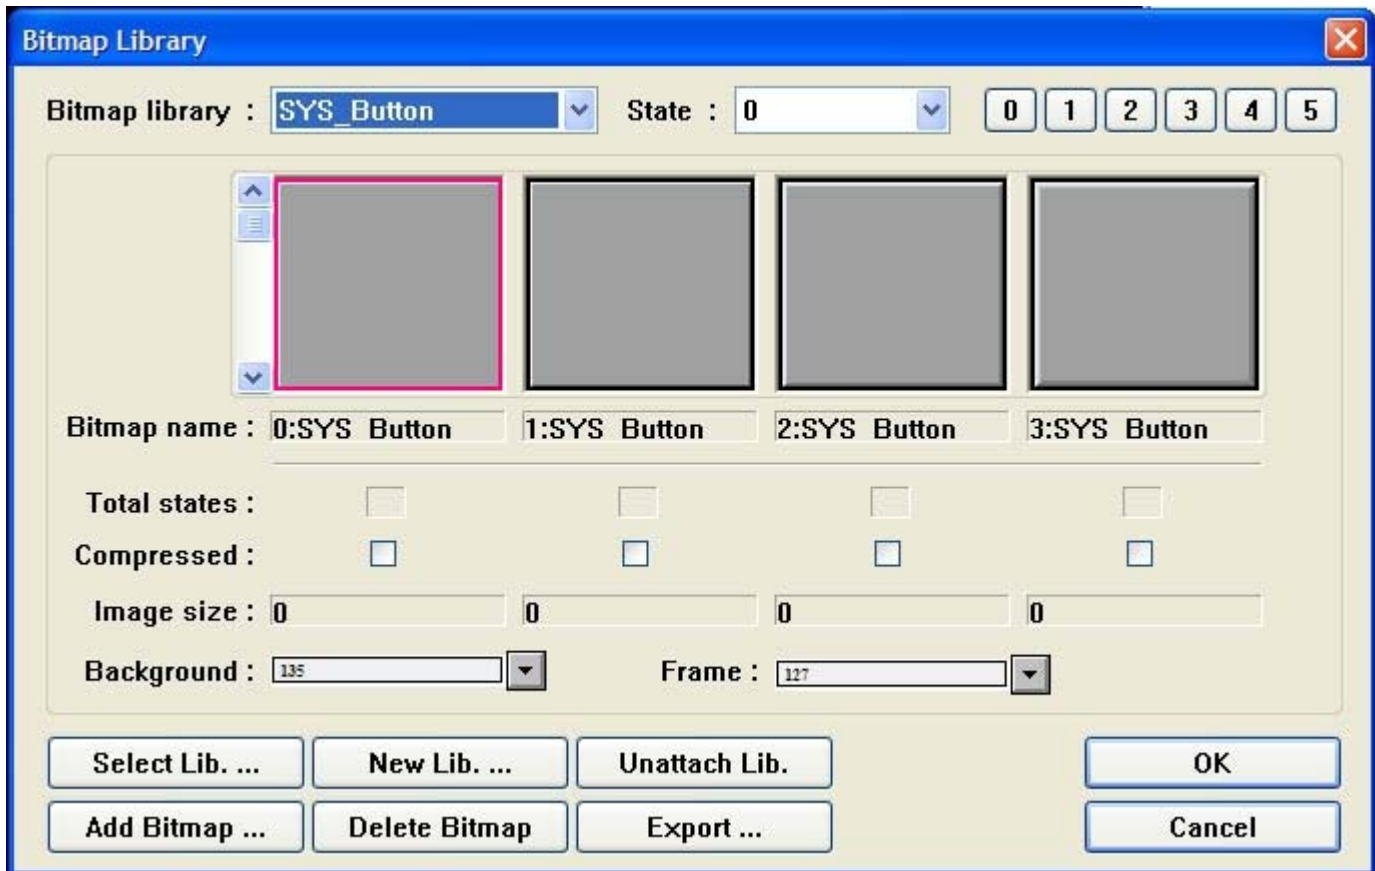 Bitmap Library
Bitmap library : SYS_Button State : 0 0 1 2 3 4 5
Bitmap name : 0:SYS Button 1:SYS Button 2:SYS Button 3:SYS Button
Total states :
Compressed :
Image size : 0 0 0 0
Background : 135 Frame : 127
Select Lib. ... New Lib. ... Unattach Lib. OK
Add Bitmap ... Delete Bitmap Export ... Cancel